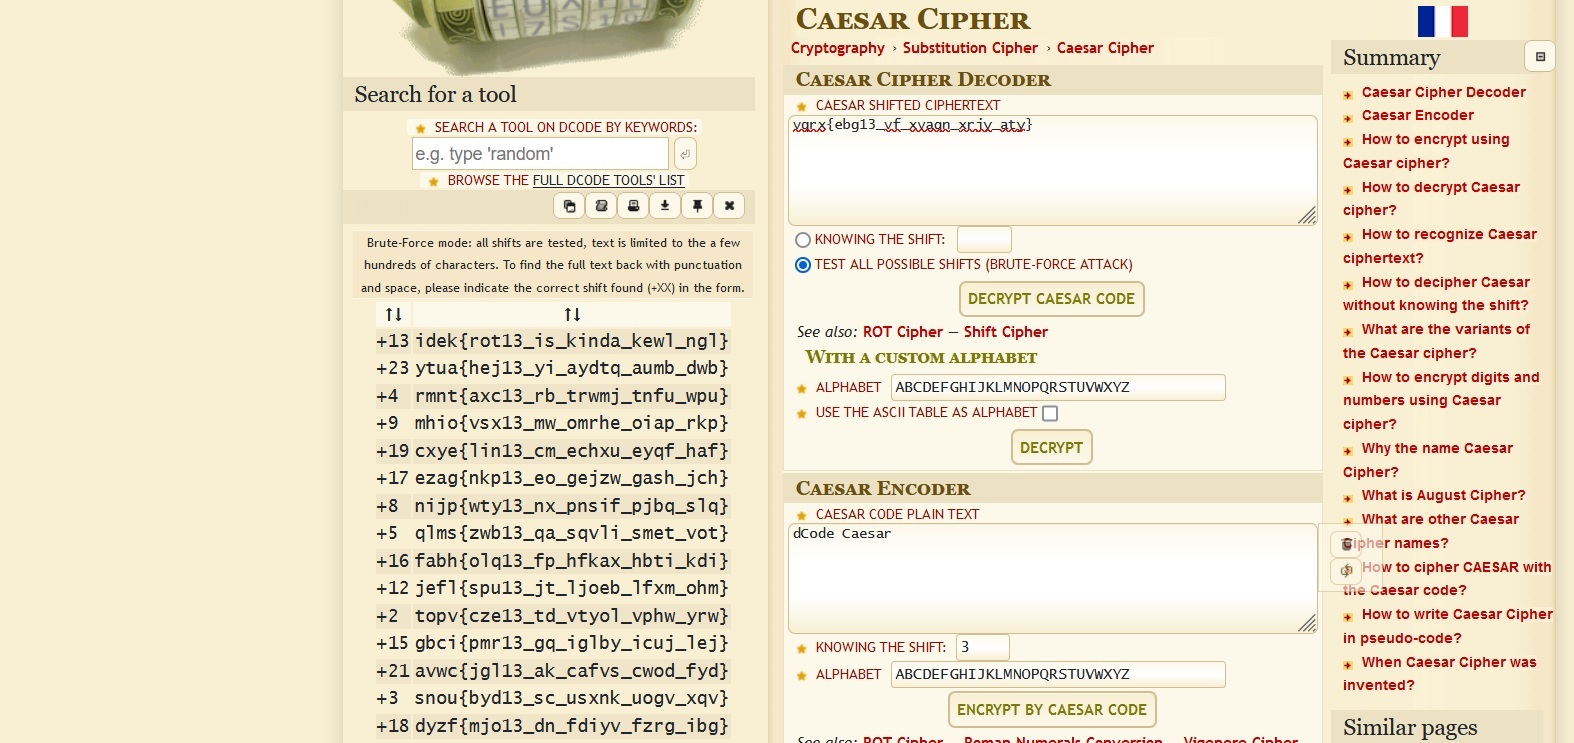 Search for a tool
SEARCH A TOOL ON DCODE BY KEYWORDS:
e.g. type 'random'
BROWSE THE FULL DCODE TOOLS' LIST
Brute-Force mode: all shifts are tested, text is limited to the a few
hundreds of characters. To find the full text back with punctuation
and space, please indicate the correct shift found (+XX) in the form.
↑↓ ↑↓
+13 idek{rot13_is_kinda_kewl_ngl}
+23 ytua{hej13_yi_aydtq_aumb_dwb}
+4 rmnt{axc13_rb_trwmj_tnfu_wpu}
+9 mhio{vsx13_mw_omrhe_oiap_rkp}
+19 cxye{lin13_cm_echxu_eyqf_haf}
+17 ezag{nkp13_eo_gejzw_gash_jch}
+8 nijp{wty13_nx_pnsif_pjbq_slq}
+5 qlms{zwb13_qa_sqvli_smet_vot}
+16 fabh{olq13_fp_hfkax_hbti_kdi}
+12 jefl{spu13_jt_ljoeb_lfxm_ohm}
+2 topv{cze13_td_vtyol_vphw_yrw}
+15 gbci{pmr13_gq_iglby_icuj_lej}
+21 avwc{jgl13_ak_cafvs_cwod_fyd}
+3 snou{byd13_sc_usxnk_uogv_xqv}
+18 dyzf{mjo13_dn_fdiyv_fzrg_ibg}
CAESAR CIPHER
Cryptography › Substitution Cipher › Caesar Cipher
CAESAR CIPHER DECODER
CAESAR SHIFTED CIPHERTEXT
vqrx{ebg13_vf_xvaqn_xrjy_aty}
KNOWING THE SHIFT:
TEST ALL POSSIBLE SHIFTS (BRUTE-FORCE ATTACK)
DECRYPT CAESAR CODE
See also: ROT Cipher — Shift Cipher
WITH A CUSTOM ALPHABET
ALPHABET ABCDEFGHIJKLMNOPQRSTUVWXYZ
USE THE ASCII TABLE AS ALPHABET
DECRYPT
CAESAR ENCODER
CAESAR CODE PLAIN TEXT
dCode Caesar
KNOWING THE SHIFT: 3
ALPHABET ABCDEFGHIJKLMNOPQRSTUVWXYZ
ENCRYPT BY CAESAR CODE
See also: ROT Cipher — Roman Numerals Conversion — Vigenere Cipher
Summary
Caesar Cipher Decoder
Caesar Encoder
How to encrypt using
Caesar cipher?
How to decrypt Caesar
cipher?
How to recognize Caesar
ciphertext?
How to decipher Caesar
without knowing the shift?
What are the variants of
the Caesar cipher?
How to encrypt digits and
numbers using Caesar
cipher?
Why the name Caesar
Cipher?
What is August Cipher?
What are other Caesar
Cipher names?
How to cipher CAESAR with
the Caesar code?
How to write Caesar Cipher
in pseudo-code?
When Caesar Cipher was
invented?
Similar pages